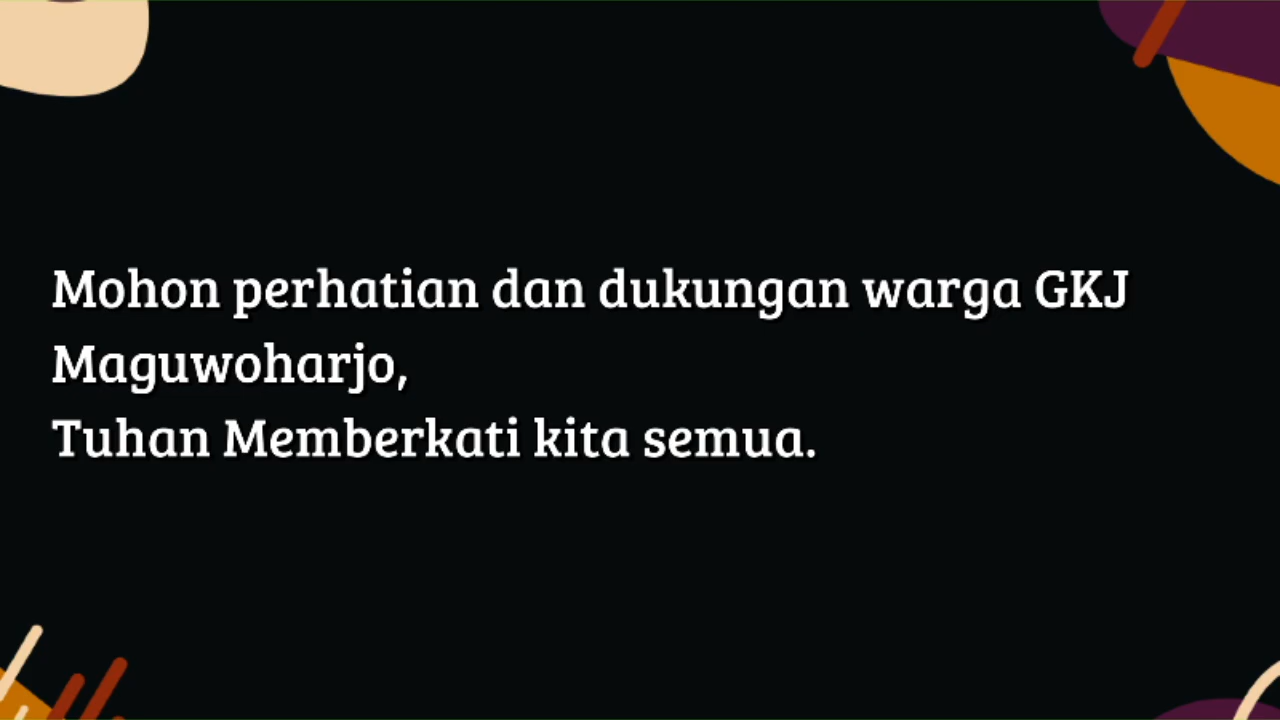 Mohon perhatian dan dukungan warga GKJ
Maguwoharjo,
Tuhan Memberkati kita semua.